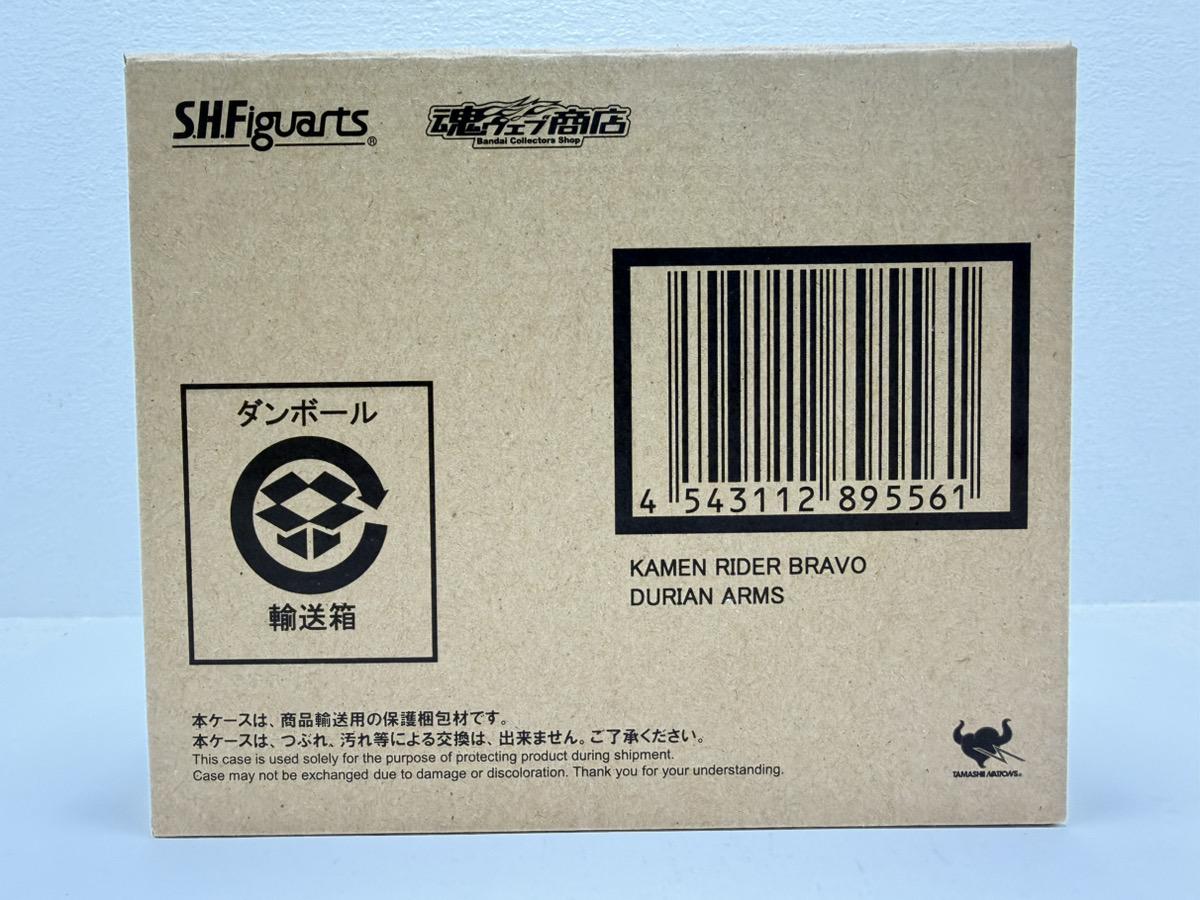 S.H.Figuarts®
魂ウェブ商店
Bandai Collectors Shop
4 543112 895561
KAMEN RIDER BRAVO
DURIAN ARMS
ダンボール
輸送箱
本ケースは、商品輸送用の保護梱包材です。
本ケースは、つぶれ、汚れ等による交換は、出来ません。ご了承ください。
This case is used solely for the purpose of protecting product during shipment.
Case may not be exchanged due to damage or discoloration. Thank you for your understanding.
TAMASHII NATIONS®